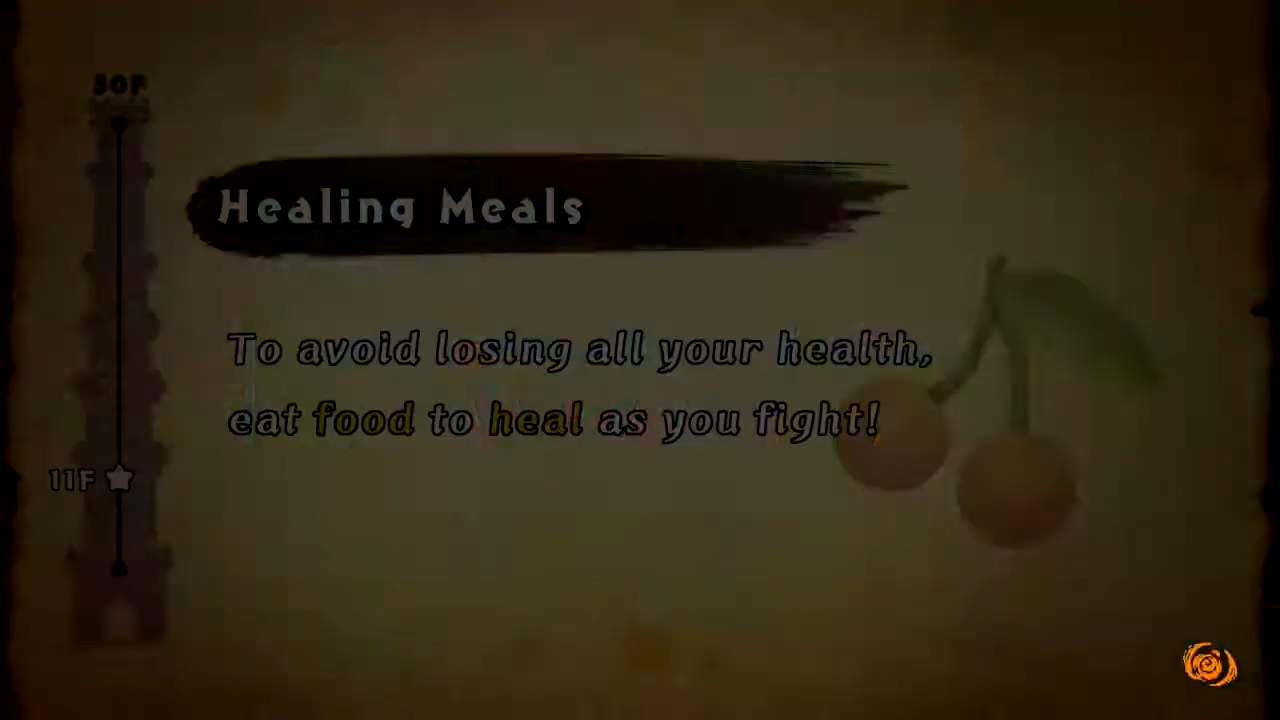 50F
Healing Meals
To avoid losing all your health,
eat food to heal as you fight!
11F